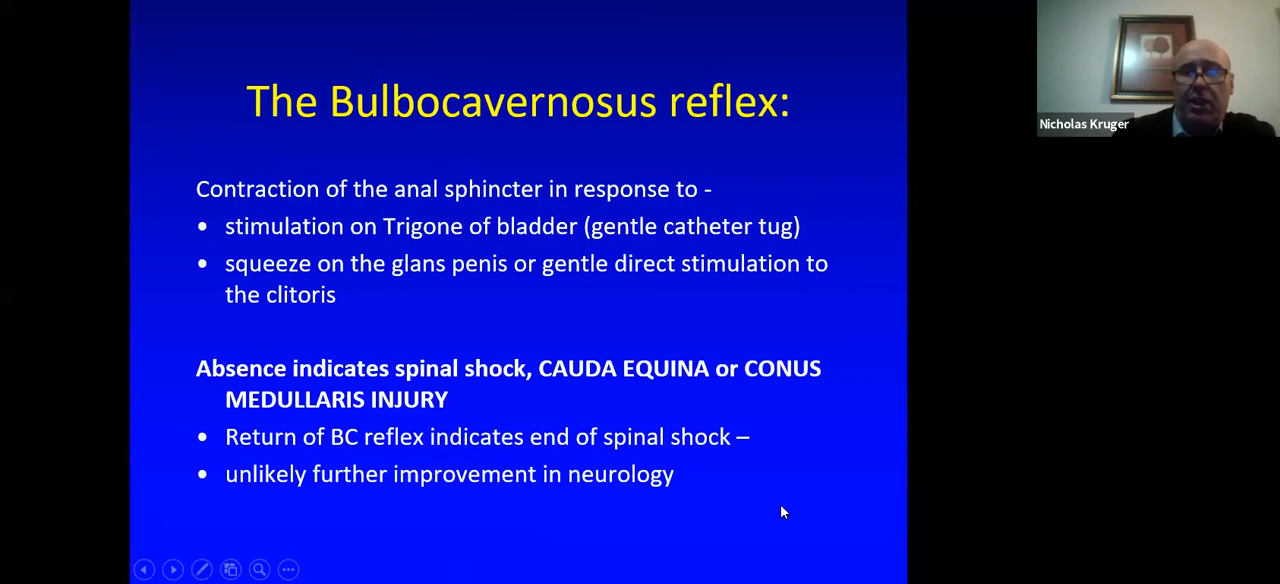 The Bulbocavernosus reflex:
Nicholas Kruger
Contraction of the anal sphincter in response to -
• stimulation on Trigone of bladder (gentle catheter tug)
• squeeze on the glans penis or gentle direct stimulation to
the clitoris
Absence indicates spinal shock, CAUDA EQUINA or CONUS
MEDULLARIS INJURY
• Return of BC reflex indicates end of spinal shock –
• unlikely further improvement in neurology